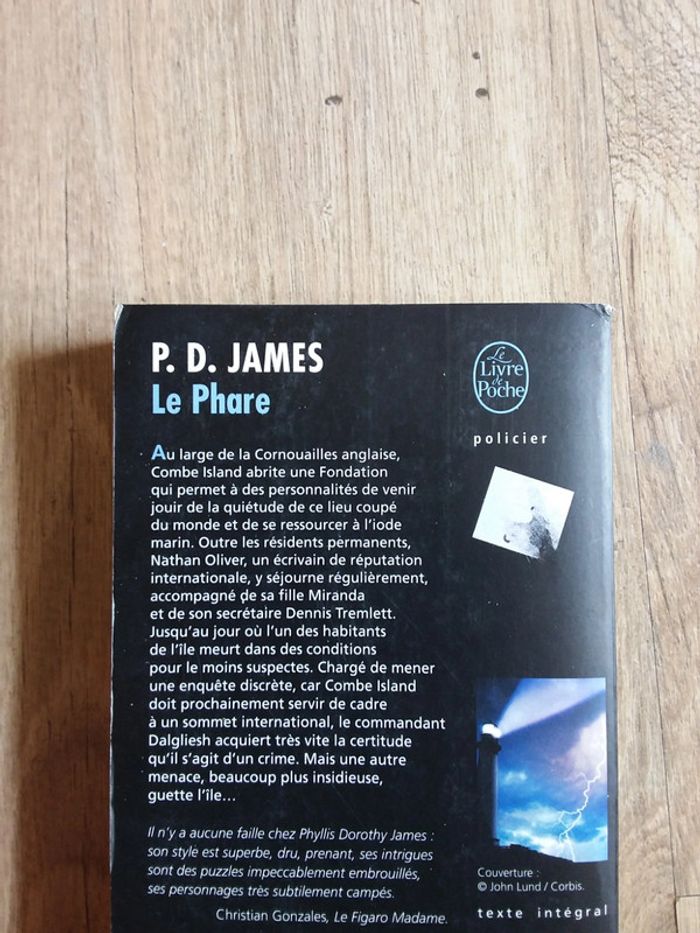 P. D. JAMES
Le Phare
Le
Livre
de
Poche
policier
Au large de la Cornouailles anglaise,
Combe Island abrite une Fondation
qui permet à des personnalités de venir
jouir de la quiétude de ce lieu coupé
du monde et de se ressourcer à l'iode
marin. Outre les résidents permanents,
Nathan Oliver, un écrivain de réputation
internationale, y séjourne régulièrement,
accompagné de sa fille Miranda
et de son secrétaire Dennis Tremlett.
Jusqu'au jour où l'un des habitants
de l'île meurt dans des conditions
pour le moins suspectes. Chargé de mener
une enquête discrète, car Combe Island
doit prochainement servir de cadre
à un sommet international, le commandant
Dalgliesh acquiert très vite la certitude
qu'il s'agit d'un crime. Mais une autre
menace, beaucoup plus insidieuse,
guette l'île...
Il n'y a aucune faille chez Phyllis Dorothy James :
son style est superbe, dru, prenant, ses intrigues
sont des puzzles impeccablement embrouillés,
ses personnages très subtilement campés.
Christian Gonzales, Le Figaro Madame.
Couverture :
© John Lund / Corbis.
texte intégral